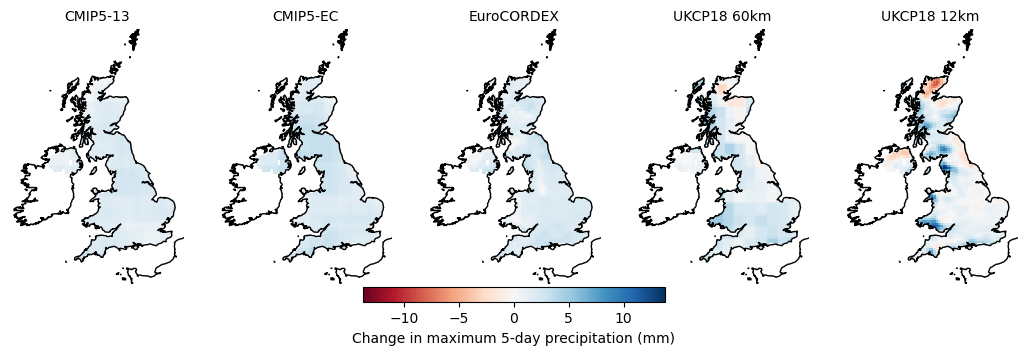 CMIP5-13 CMIP5-EC EuroCORDEX UKCP18 60km UKCP18 12km
−10 −5 0 5 10
Change in maximum 5-day precipitation (mm)